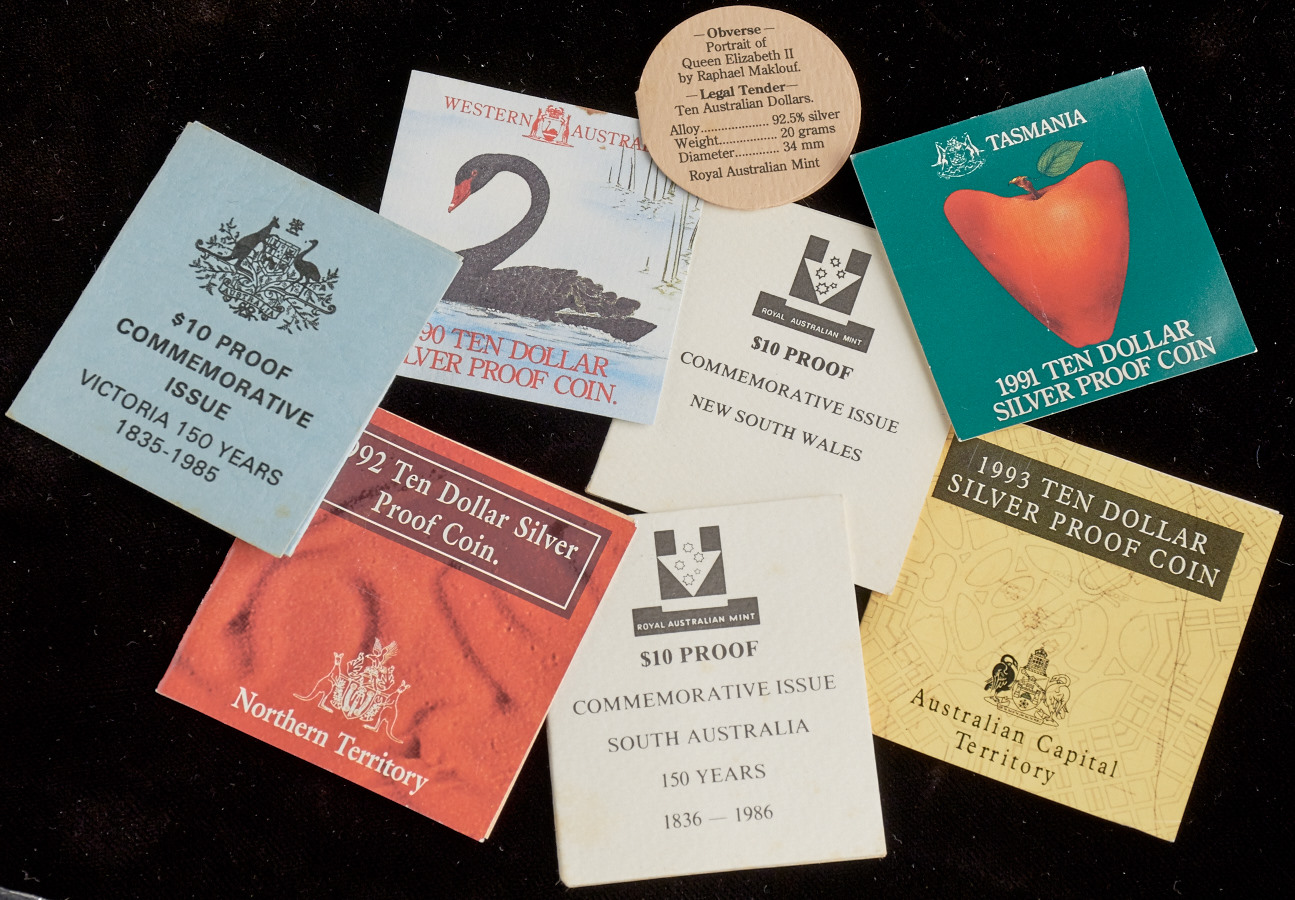 —Obverse—
Portrait of
Queen Elizabeth II
by Raphael Maklouf.
—Legal Tender—
Ten Australian Dollars.
Alloy..................... 92.5% silver
Weight................. 20 grams
Diameter............. 34 mm
Royal Australian Mint
WESTERN AUSTRA
90 TEN DOLLAR
LVER PROOF COIN.
TASMANIA
1991 TEN DOLLAR
SILVER PROOF COIN
AUSTRALIA
$10 PROOF
COMMEMORATIVE
ISSUE
VICTORIA 150 YEARS
1835-1985
ROYAL AUSTRALIAN MINT
$10 PROOF
COMMEMORATIVE ISSUE
NEW SOUTH WALES
992 Ten Dollar Silver
Proof Coin.
Northern Territory
ROYAL AUSTRALIAN MINT
$10 PROOF
COMMEMORATIVE ISSUE
SOUTH AUSTRALIA
150 YEARS
1836 — 1986
1993 TEN DOLLAR
SILVER PROOF COIN
Australian Capital
Territory